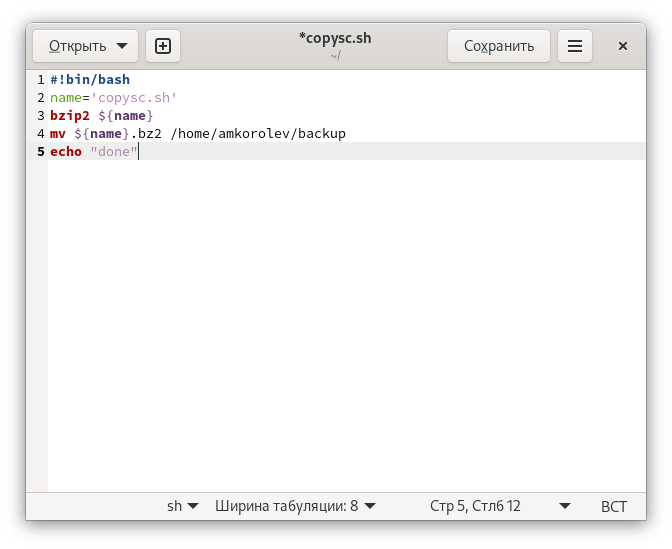 Открыть
*copysc.sh
~/
Сохранить
1 #!bin/bash
2 name='copysc.sh'
3 bzip2 ${name}
4 mv ${name}.bz2 /home/amkorolev/backup
5 echo "done"
sh
Ширина табуляции: 8
Стр 5, Стлб 12
ВСТ